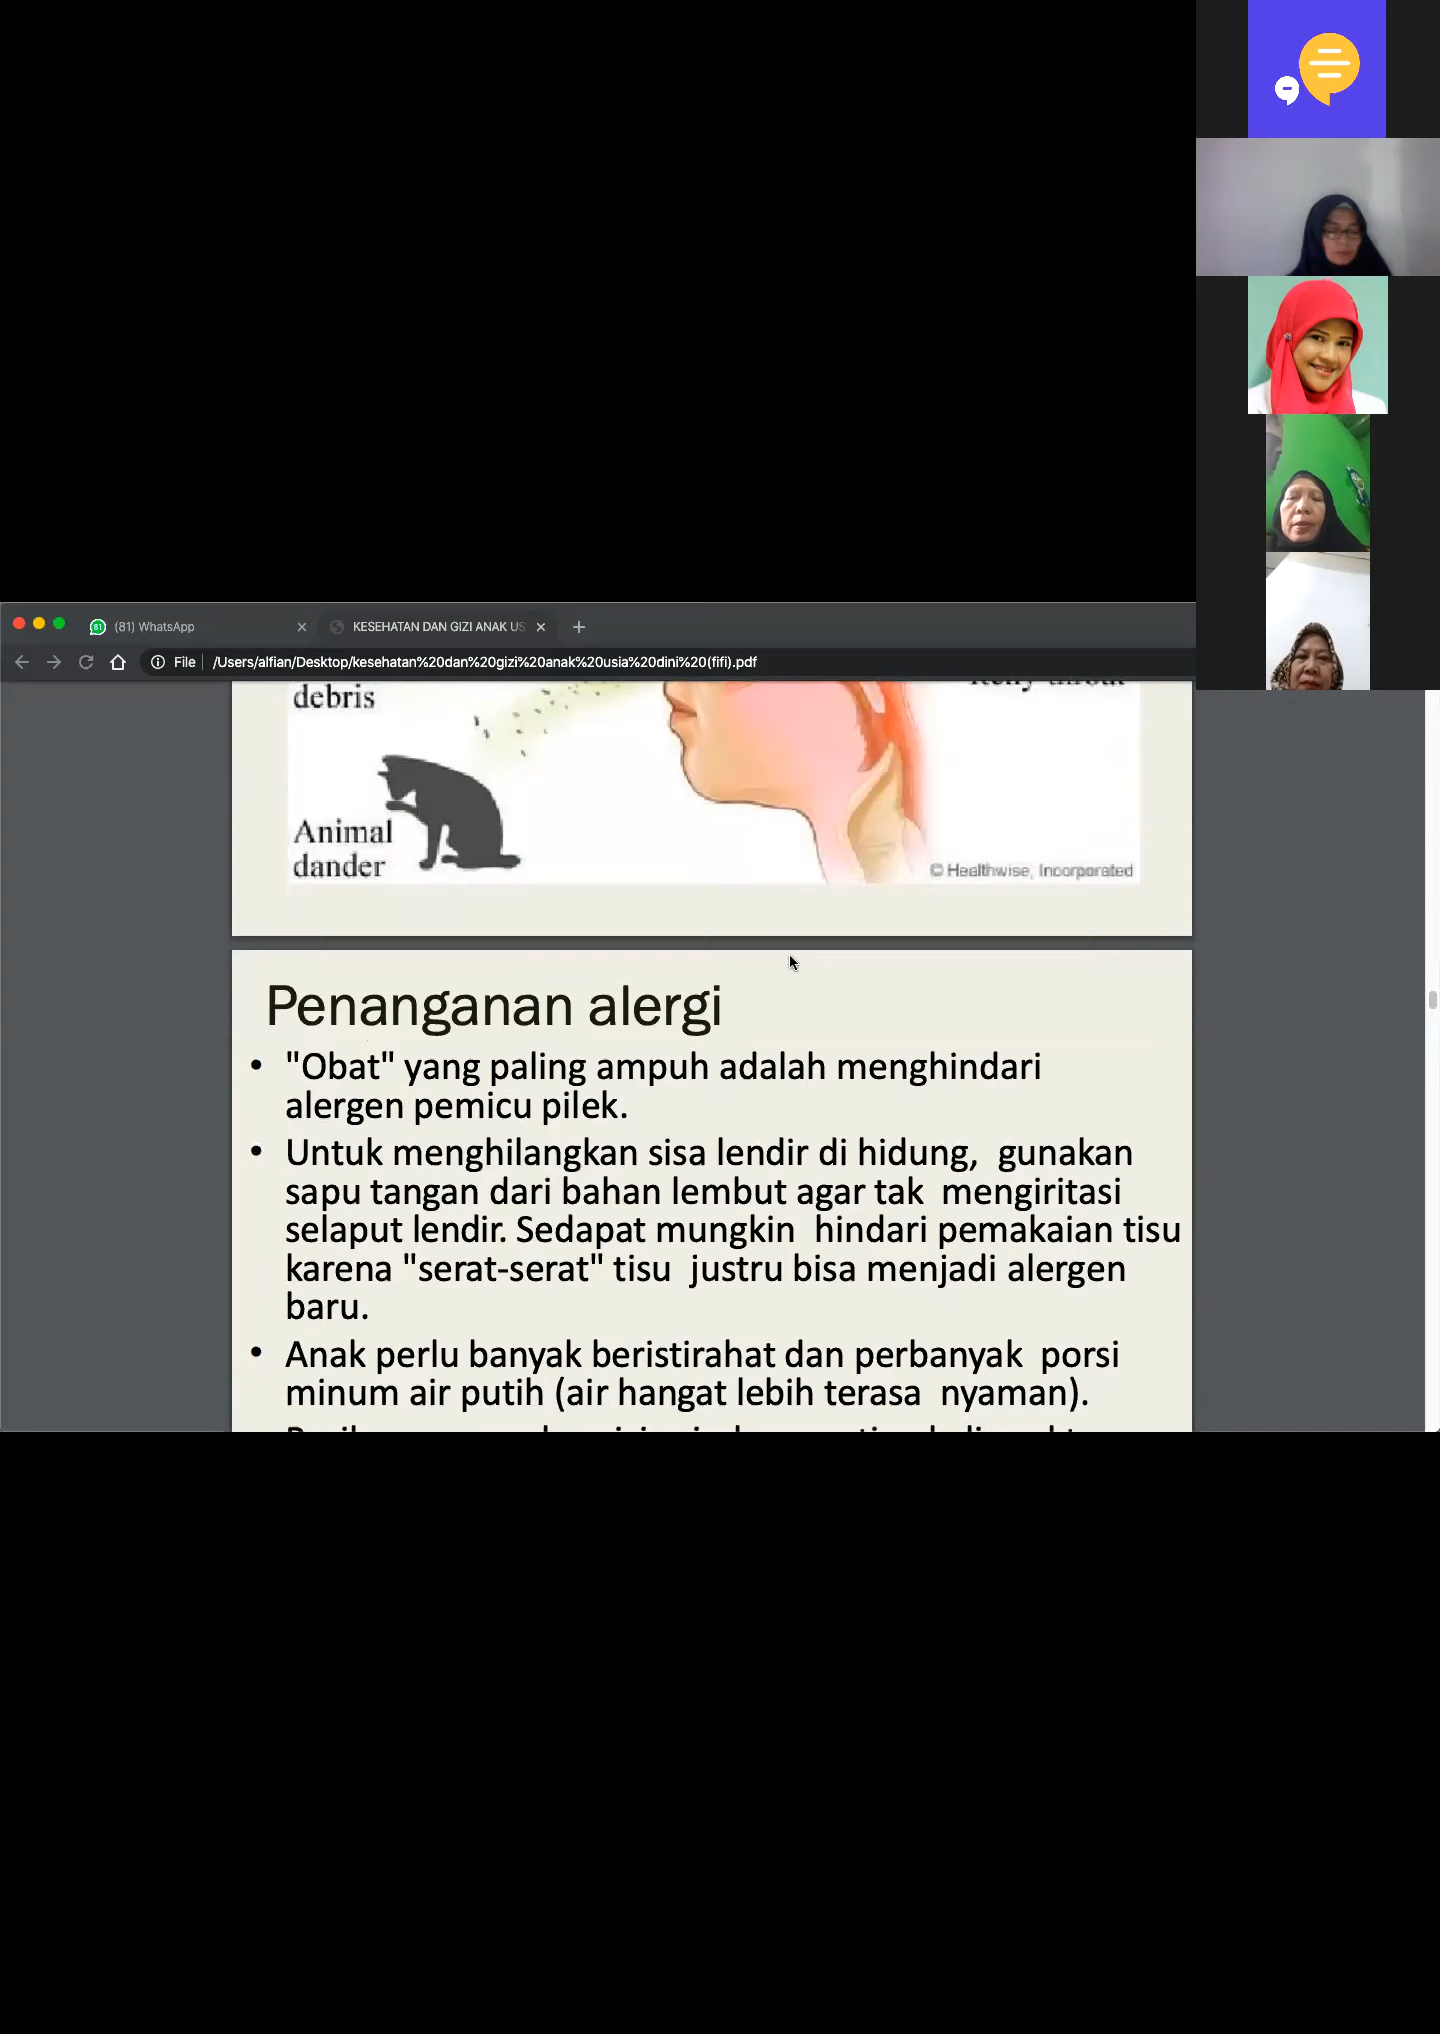 (81) WhatsApp
KESEHATAN DAN GIZI ANAK US
File
/Users/alfian/Desktop/kesehatan%20dan%20gizi%20anak%20usia%20dini%20(fifi).pdf
debris
throat
Animal
dander
© Healthwise, Incorporated
Penanganan alergi
• "Obat" yang paling ampuh adalah menghindari
alergen pemicu pilek.
• Untuk menghilangkan sisa lendir di hidung, gunakan
sapu tangan dari bahan lembut agar tak mengiritasi
selaput lendir. Sedapat mungkin hindari pemakaian tisu
karena "serat-serat" tisu justru bisa menjadi alergen
baru.
• Anak perlu banyak beristirahat dan perbanyak porsi
minum air putih (air hangat lebih terasa nyaman).